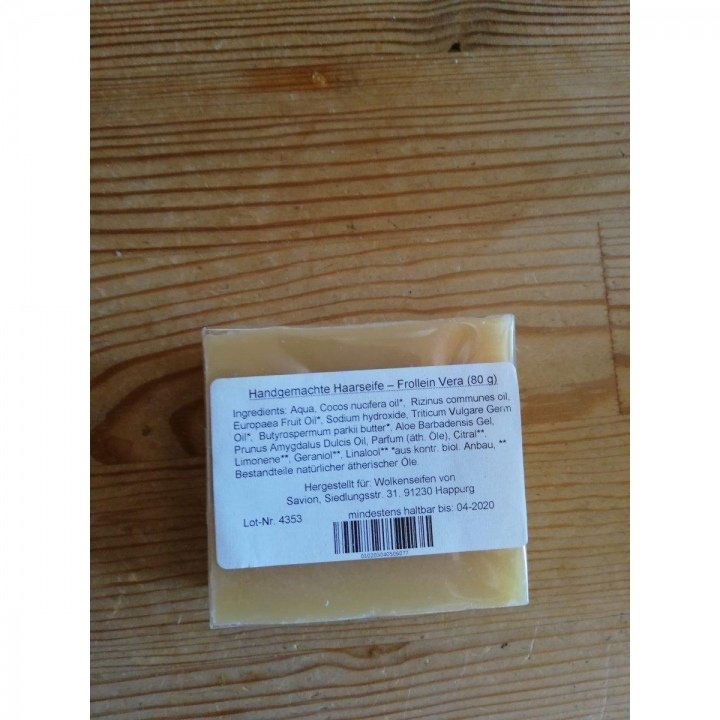 Handgemachte Haarseife – Frollein Vera (80 g)
Ingredients: Aqua, Cocos nucifera oil*, Rizinus communes oil,
Europaea Fruit Oil*, Sodium hydroxide, Triticum Vulgare Germ
Oil*, Butyrospermum parkii butter*, Aloe Barbadensis Gel,
Prunus Amygdalus Dulcis Oil, Parfum (äth. Öle), Citral**,
Limonene**, Geraniol**, Linalool** *aus kontr. biol. Anbau, **
Bestandteile natürlicher ätherischer Öle.
Hergestellt für: Wolkenseifen von
Savion, Siedlungsstr. 31. 91230 Happurg
Lot-Nr. 4353 mindestens haltbar bis: 04-2020